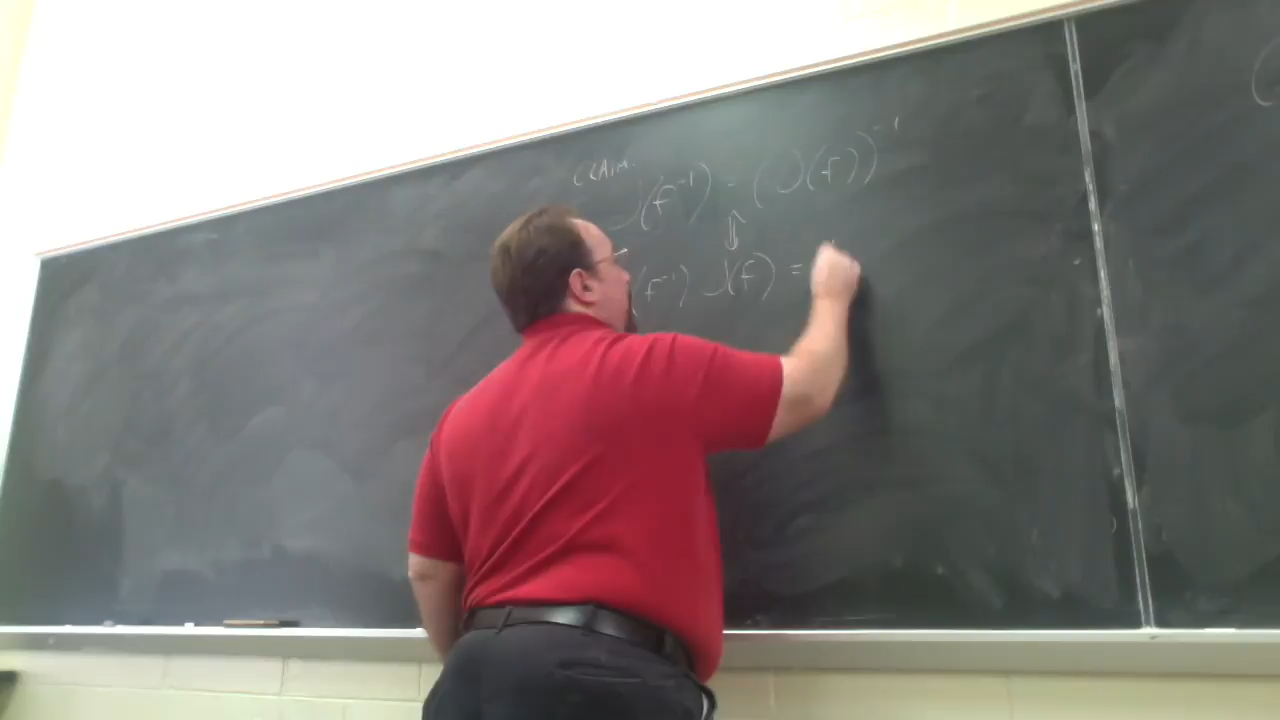 CLAIM:
J(f⁻¹) = (J(f))⁻¹
⇕
(f⁻¹) J(f) =